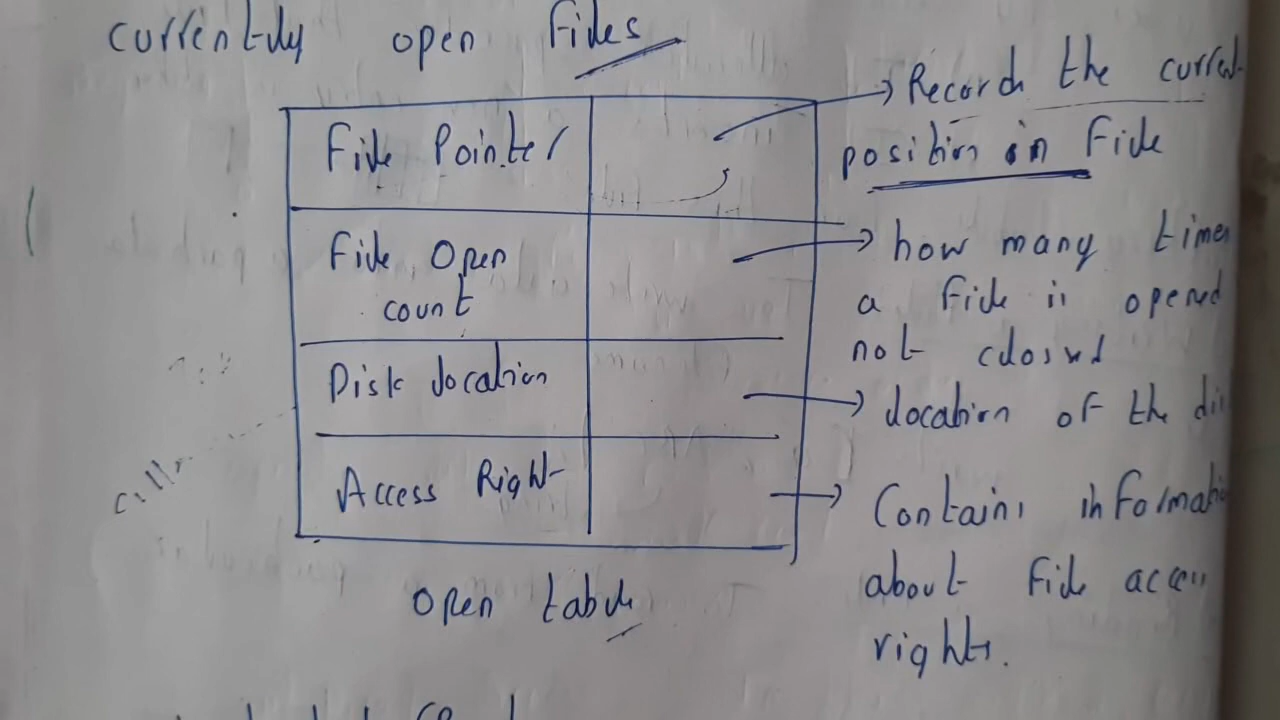 currently open files
File Pointer
Record the current
position in File
File Open
count
how many times
a File is opened
not closed
Disk location
location of the
Access Right
Contains information
about File access
rights.
open table